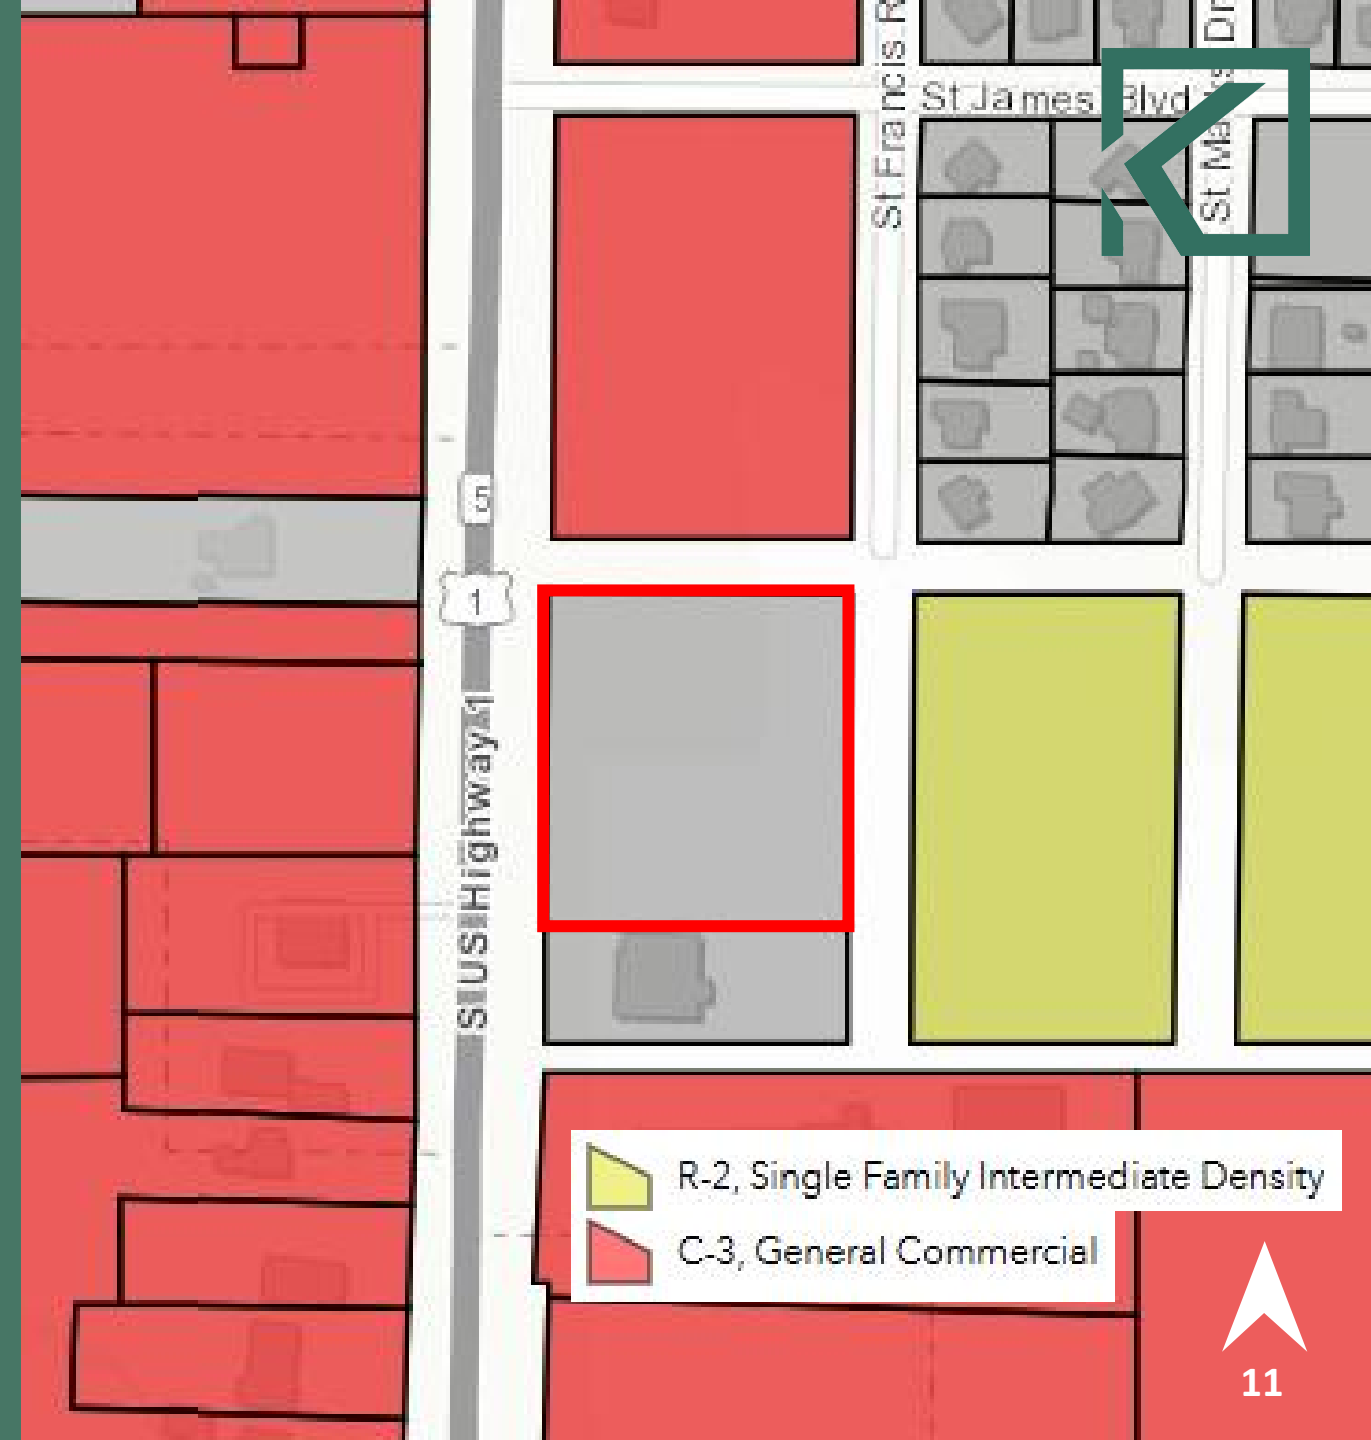 St Francis R
St James Blvd
Dr
St Ma
5
1
S US Highway 1
R-2, Single Family Intermediate Density
C-3, General Commercial
11